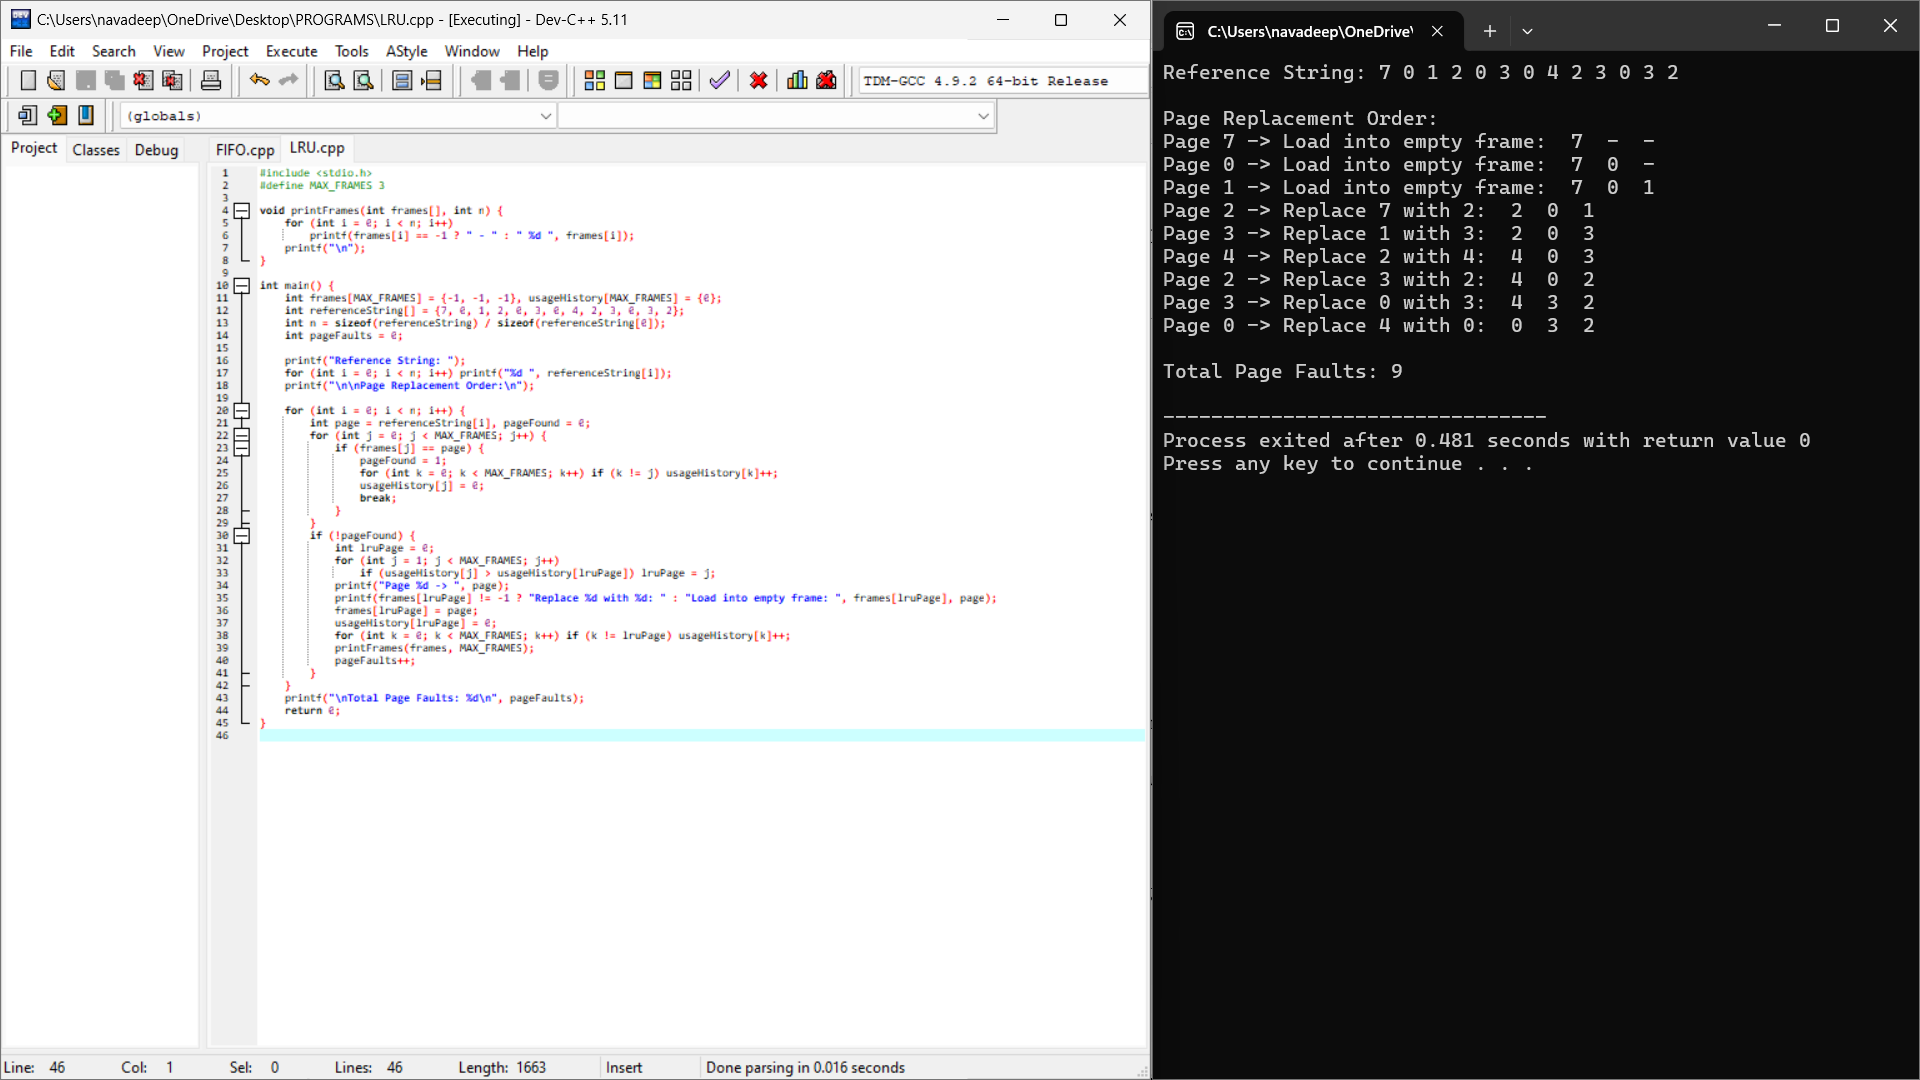 C:\Users\navadeep\OneDrive\Desktop\PROGRAMS\LRU.cpp - [Executing] - Dev-C++ 5.11
File Edit Search View Project Execute Tools AStyle Window Help
TDM-GCC 4.9.2 64-bit Release
(globals)
Project Classes Debug
FIFO.cpp LRU.cpp
1 #include <stdio.h>
2 #define MAX_FRAMES 3
3
4 void printFrames(int frames[], int n) {
5 for (int i = 0; i < n; i++)
6 printf(frames[i] == -1 ? " - " : " %d ", frames[i]);
7 printf("\n");
8 }
9
10 int main() {
11 int frames[MAX_FRAMES] = {-1, -1, -1}, usageHistory[MAX_FRAMES] = {0};
12 int referenceString[] = {7, 0, 1, 2, 0, 3, 0, 4, 2, 3, 0, 3, 2};
13 int n = sizeof(referenceString) / sizeof(referenceString[0]);
14 int pageFaults = 0;
15
16 printf("Reference String: ");
17 for (int i = 0; i < n; i++) printf("%d ", referenceString[i]);
18 printf("\n\nPage Replacement Order:\n");
19
20 for (int i = 0; i < n; i++) {
21 int page = referenceString[i], pageFound = 0;
22 for (int j = 0; j < MAX_FRAMES; j++) {
23 if (frames[j] == page) {
24 pageFound = 1;
25 for (int k = 0; k < MAX_FRAMES; k++) if (k != j) usageHistory[k]++;
26 usageHistory[j] = 0;
27 break;
28 }
29 }
30 if (!pageFound) {
31 int lruPage = 0;
32 for (int j = 1; j < MAX_FRAMES; j++)
33 if (usageHistory[j] > usageHistory[lruPage]) lruPage = j;
34 printf("Page %d -> ", page);
35 printf(frames[lruPage] != -1 ? "Replace %d with %d: " : "Load into empty frame: ", frames[lruPage], page);
36 frames[lruPage] = page;
37 usageHistory[lruPage] = 0;
38 for (int k = 0; k < MAX_FRAMES; k++) if (k != lruPage) usageHistory[k]++;
39 printFrames(frames, MAX_FRAMES);
40 pageFaults++;
41 }
42 }
43 printf("\nTotal Page Faults: %d\n", pageFaults);
44 return 0;
45 }
46
Line: 46 Col: 1 Sel: 0 Lines: 46 Length: 1663 Insert Done parsing in 0.016 seconds
C:\Users\navadeep\OneDrive\
Reference String: 7 0 1 2 0 3 0 4 2 3 0 3 2
Page Replacement Order:
Page 7 -> Load into empty frame:  7  -  -
Page 0 -> Load into empty frame:  7  0  -
Page 1 -> Load into empty frame:  7  0  1
Page 2 -> Replace 7 with 2:  2  0  1
Page 3 -> Replace 1 with 3:  2  0  3
Page 4 -> Replace 2 with 4:  4  0  3
Page 2 -> Replace 3 with 2:  4  0  2
Page 3 -> Replace 0 with 3:  4  3  2
Page 0 -> Replace 4 with 0:  0  3  2
Total Page Faults: 9
--------------------------------
Process exited after 0.481 seconds with return value 0
Press any key to continue . . .